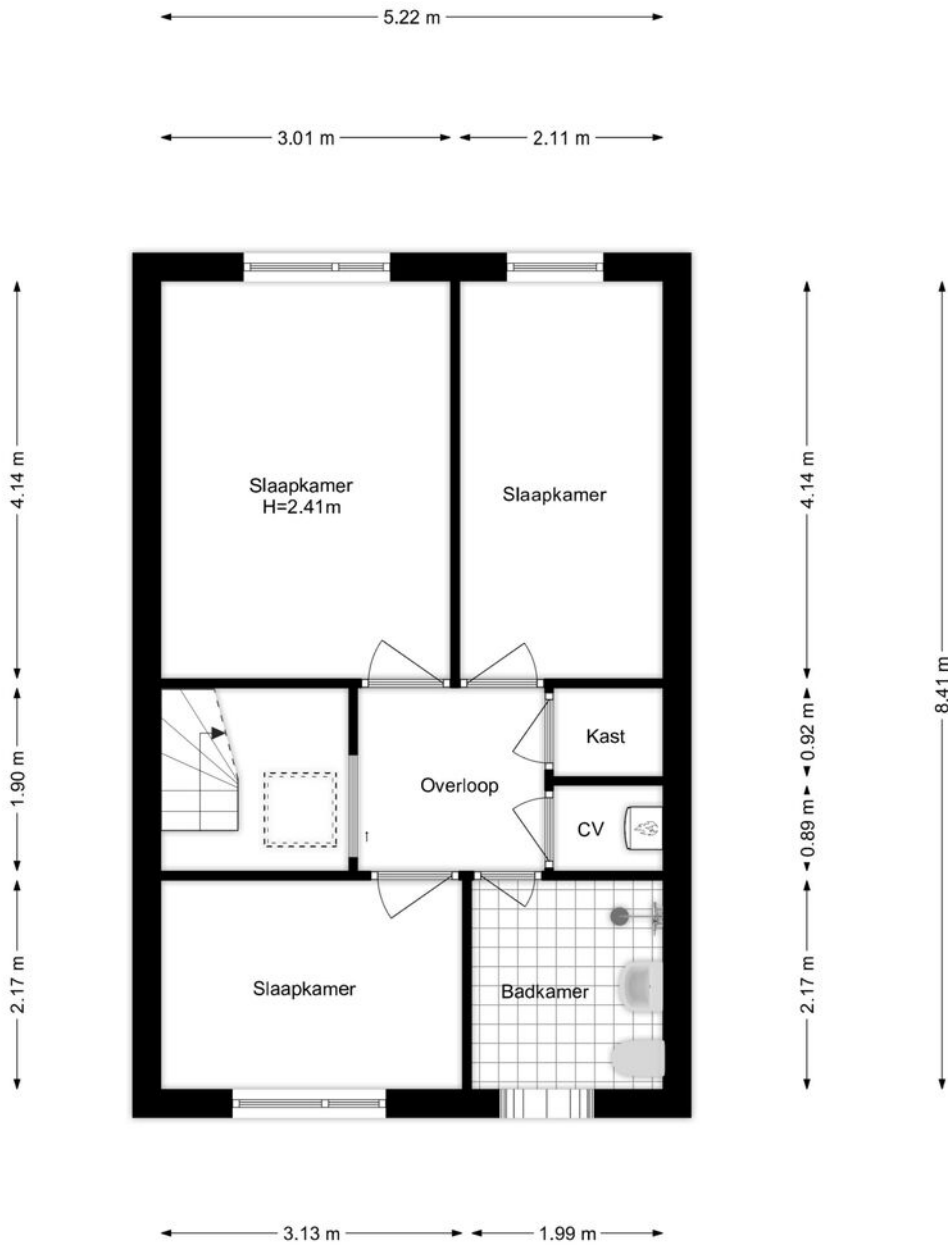 5.22 m
3.01 m
2.11 m
4.14 m
4.14 m
8.41 m
Slaapkamer
H=2.41m
Slaapkamer
1.90 m
0.92 m
Kast
Overloop
CV
0.89 m
2.17 m
2.17 m
Slaapkamer
Badkamer
3.13 m
1.99 m